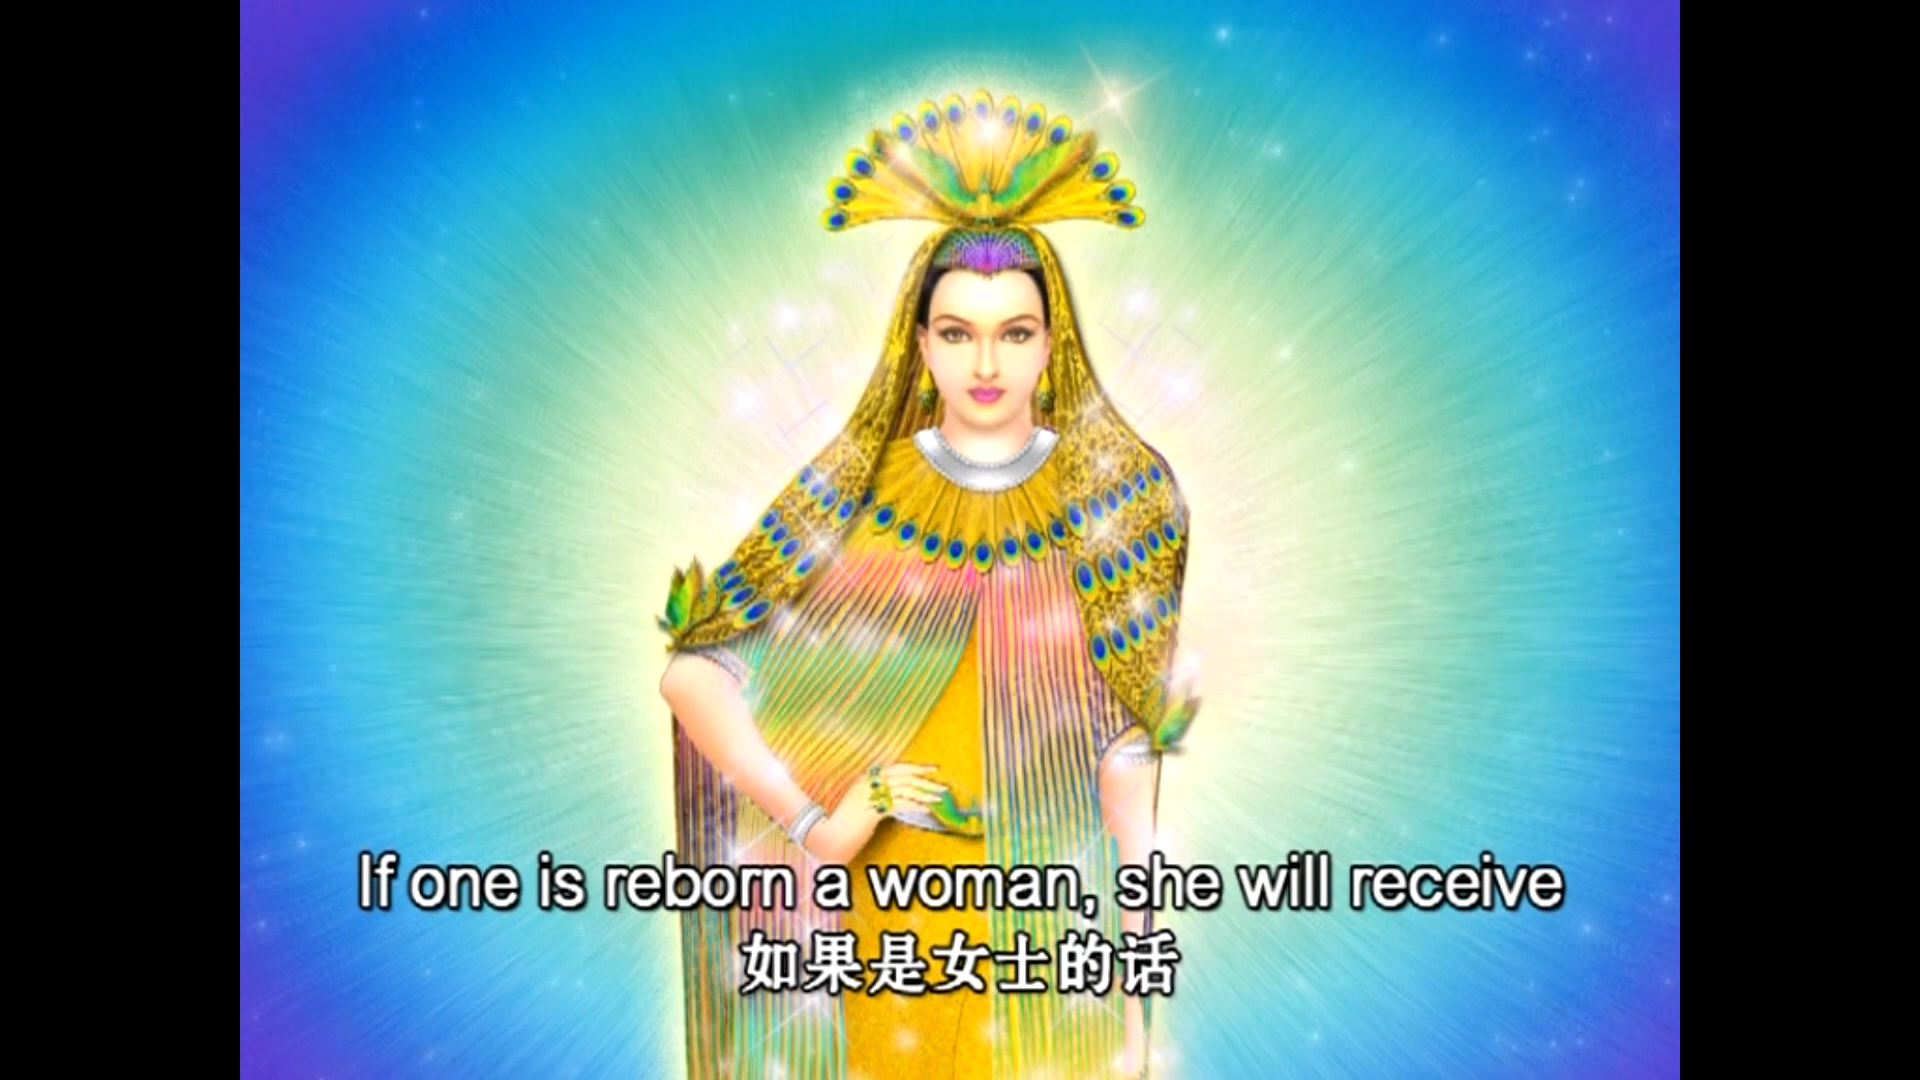 If one is reborn a woman, she will receive
如果是女士的话